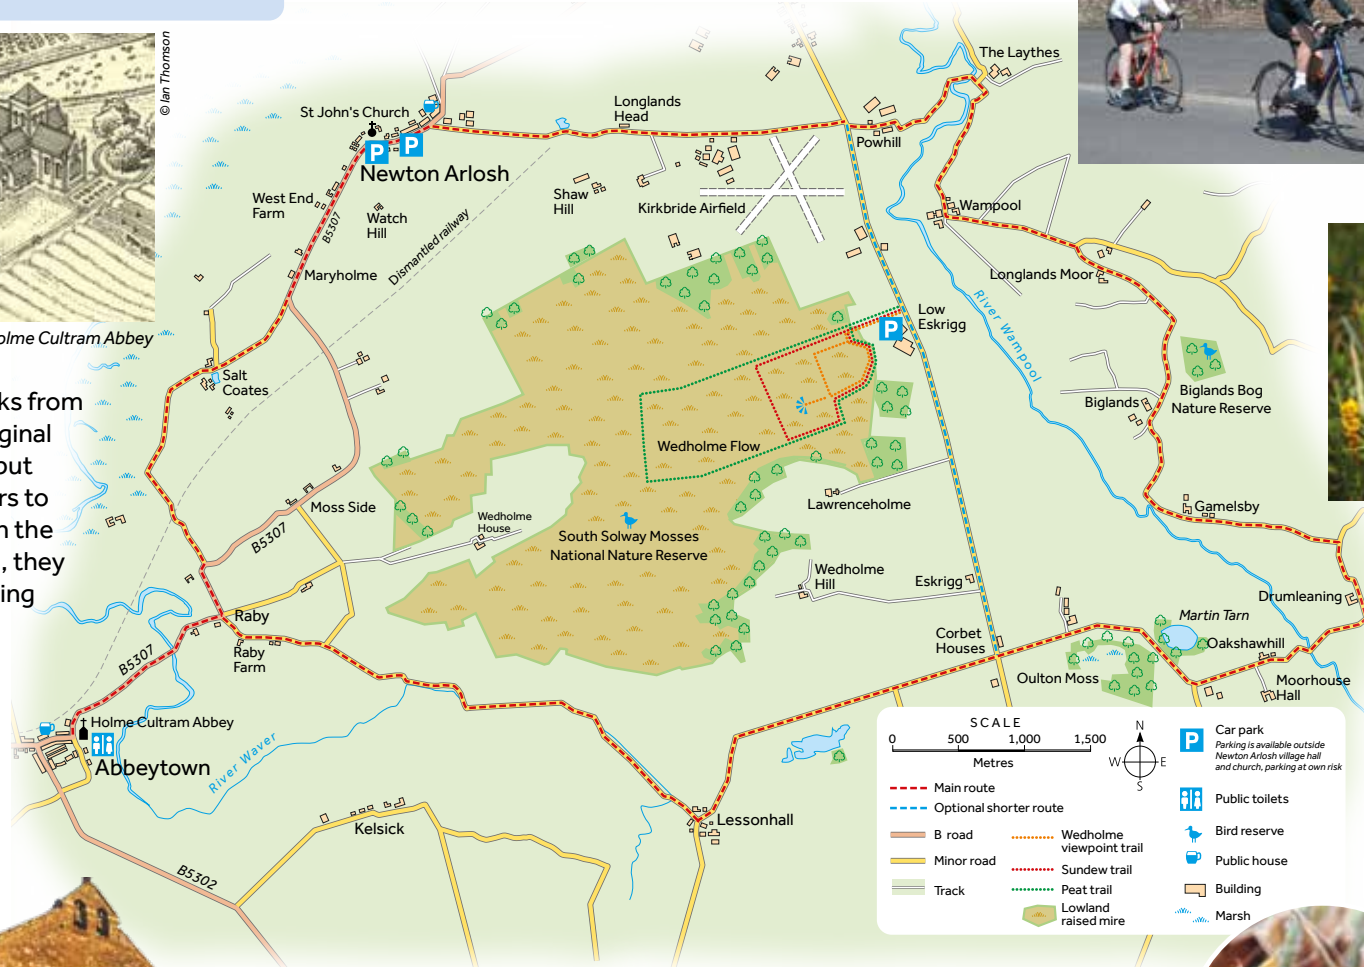 © Ian Thomson
The Laythes
St John's Church
Longlands
Head
Powhill
Newton Arlosh
West End
Farm
B5307
Watch
Hill
Shaw
Hill
Kirkbride Airfield
Wampool
Dismantled railway
Maryholme
Longlands Moor
River Wampool
Low
Eskrigg
P
P
P
olme Cultram Abbey
Salt
Coates
Biglands Bog
Nature Reserve
Biglands
ks from
ginal
out
rs to
n the
, they
ing
Wedholme Flow
Moss Side
B5307
Wedholme
House
Lawrenceholme
Gamelsby
South Solway Mosses
National Nature Reserve
Wedholme
Hill
Eskrigg
Drumleaning
Raby
Raby
Farm
B5307
Corbet
Houses
Martin Tarn
Oakshawhill
Oulton Moss
Moorhouse
Hall
Holme Cultram Abbey
Abbeytown
River Waver
Kelsick
Lessonhall
B5302
SCALE
0 500 1,000 1,500
Metres
N
W E
S
Main route
Optional shorter route
B road
Minor road
Track
Wedholme
viewpoint trail
Sundew trail
Peat trail
Lowland
raised mire
P
Car park
Parking is available outside
Newton Arlosh village hall
and church, parking at own risk
Public toilets
Bird reserve
Public house
Building
Marsh